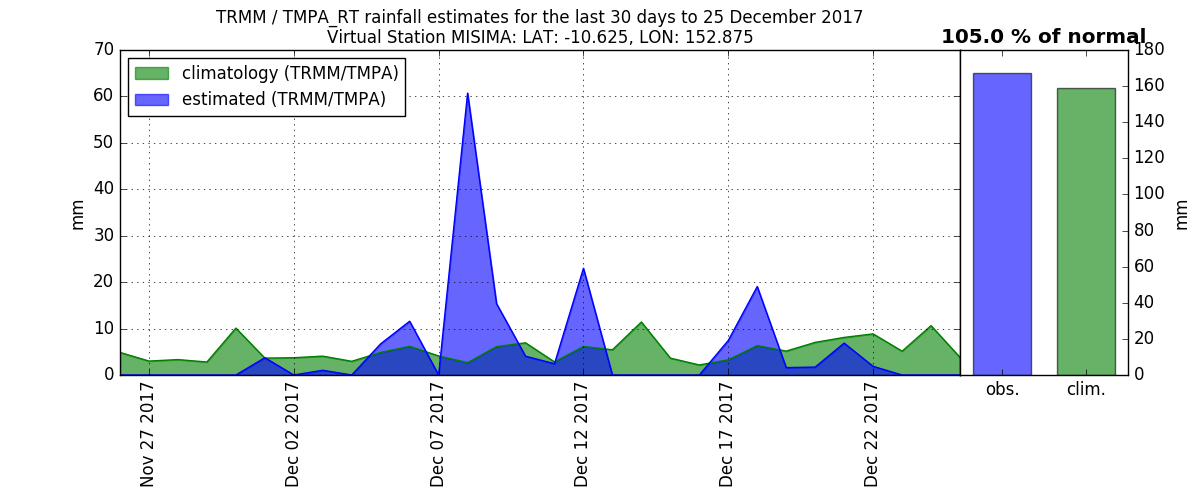 TRMM / TMPA_RT rainfall estimates for the last 30 days to 25 December 2017
Virtual Station MISIMA: LAT: -10.625, LON: 152.875
105.0 % of normal
climatology (TRMM/TMPA)
estimated (TRMM/TMPA)
70
60
50
40
30
20
10
0
mm
Nov 27 2017
Dec 02 2017
Dec 07 2017
Dec 12 2017
Dec 17 2017
Dec 22 2017
180
160
140
120
100
80
60
40
20
0
mm
obs.
clim.